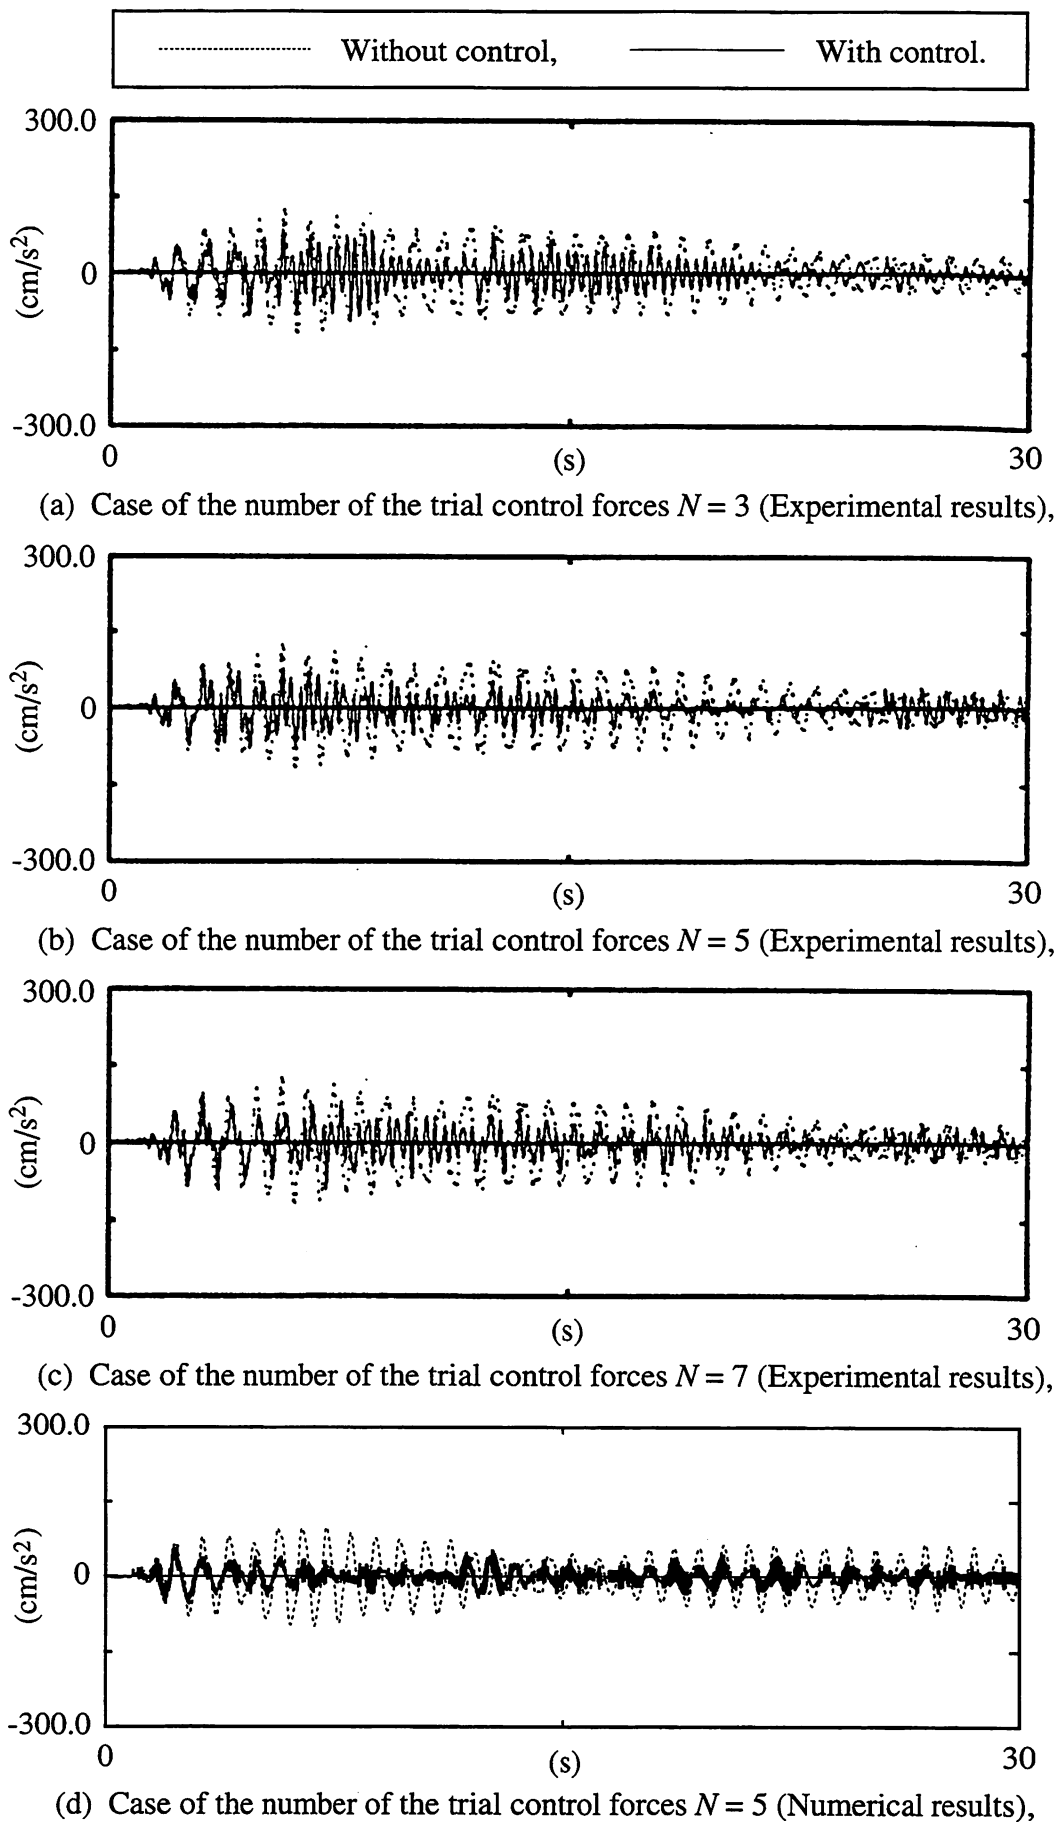 Without control, With control.
300.0
(cm/s²)
0
-300.0
0 (s) 30
(a) Case of the number of the trial control forces N = 3 (Experimental results),
300.0
(cm/s²)
0
-300.0
0 (s) 30
(b) Case of the number of the trial control forces N = 5 (Experimental results),
300.0
(cm/s²)
0
-300.0
0 (s) 30
(c) Case of the number of the trial control forces N = 7 (Experimental results),
300.0
(cm/s²)
0
-300.0
0 (s) 30
(d) Case of the number of the trial control forces N = 5 (Numerical results),